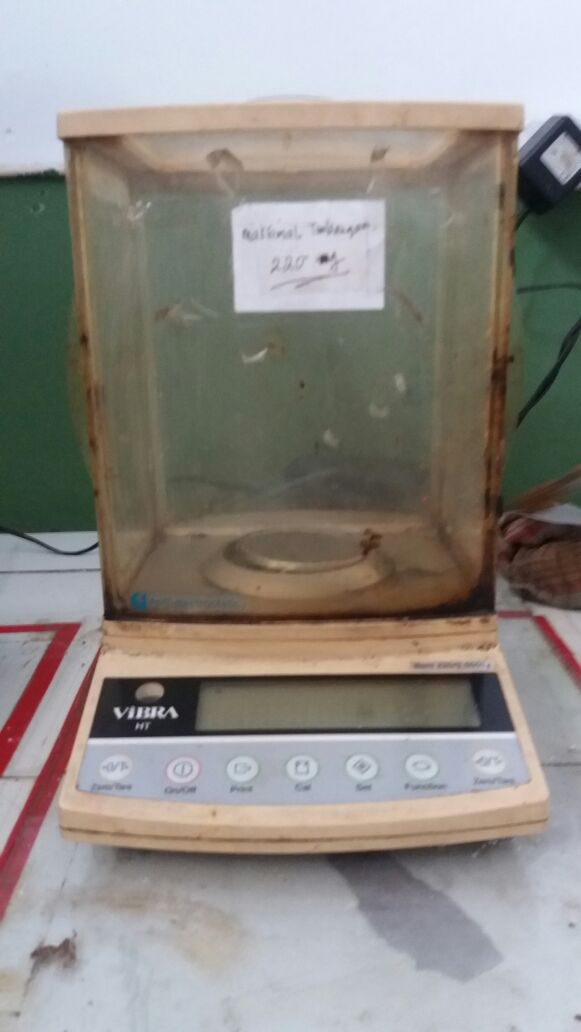 Maksimal Timbangan
220 g
ViBRA
HT
Zero/Tare
On/Off
Print
Cal
Set
Function
Zero/Tare